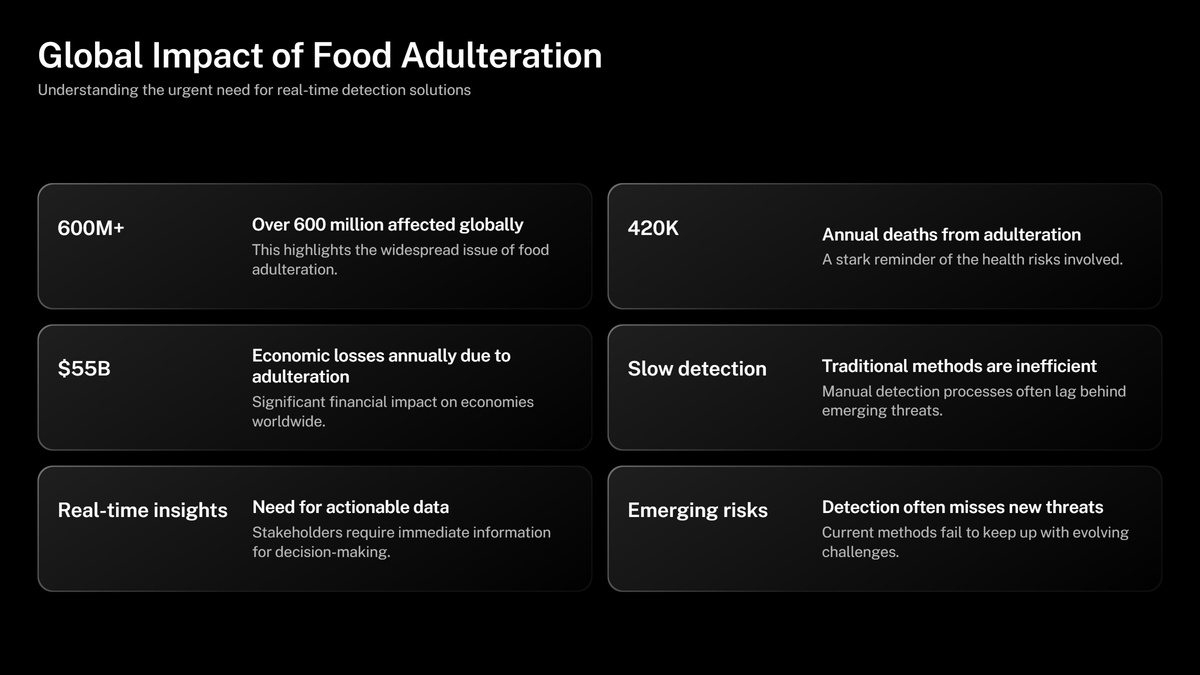 Global Impact of Food Adulteration
Understanding the urgent need for real-time detection solutions
600M+
Over 600 million affected globally
This highlights the widespread issue of food
adulteration.
420K
Annual deaths from adulteration
A stark reminder of the health risks involved.
$55B
Economic losses annually due to
adulteration
Significant financial impact on economies
worldwide.
Slow detection
Traditional methods are inefficient
Manual detection processes often lag behind
emerging threats.
Real-time insights
Need for actionable data
Stakeholders require immediate information
for decision-making.
Emerging risks
Detection often misses new threats
Current methods fail to keep up with evolving
challenges.